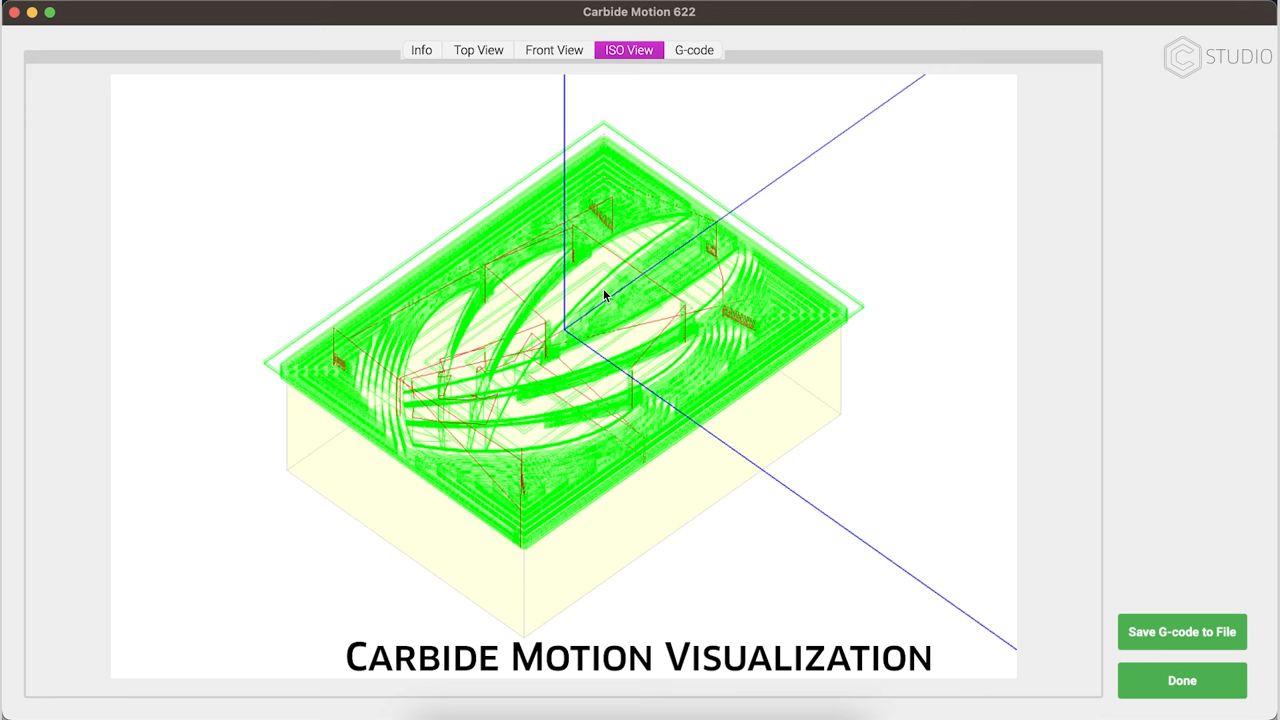 Carbide Motion 622
Info
Top View
Front View
ISO View
G-code
STUDIO
CARBIDE MOTION VISUALIZATION
Save G-code to File
Done